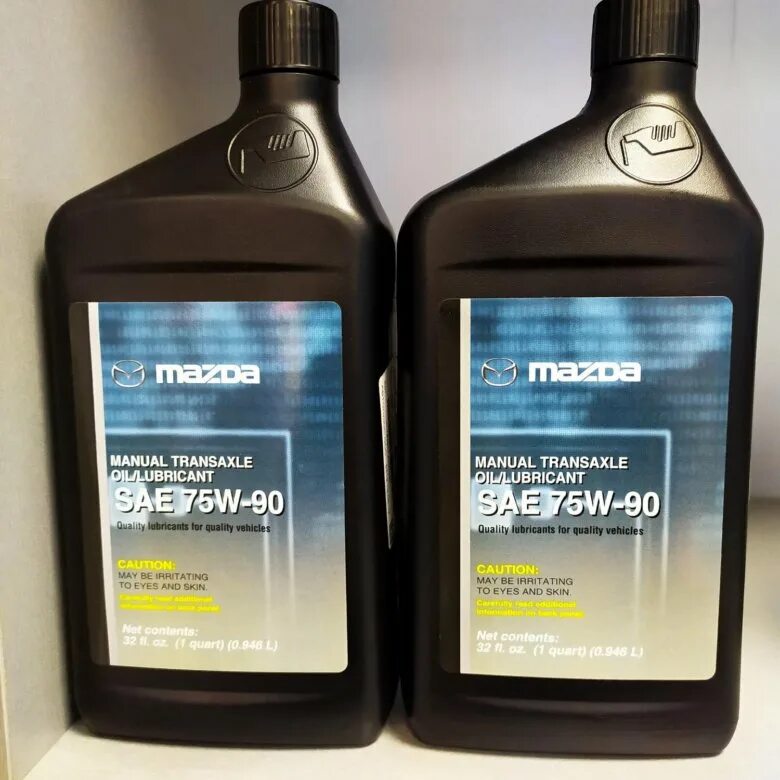 mazda
MANUAL TRANSAXLE
OIL/LUBRICANT
SAE 75W-90
Quality lubricants for quality vehicles
CAUTION:
MAY BE IRRITATING
TO EYES AND SKIN.
Carefully read additional
information on back panel
Net contents:
32 fl. oz. (1 quart) (0.946 L)
mazda
MANUAL TRANSAXLE
OIL/LUBRICANT
SAE 75W-90
Quality lubricants for quality vehicles
CAUTION:
MAY BE IRRITATING
TO EYES AND SKIN.
Carefully read additional
information on back panel
Net contents:
32 fl. oz. (1 quart) (0.946 L)